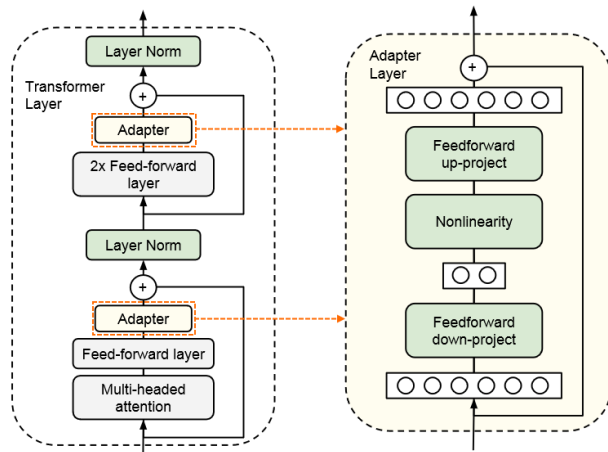 Layer Norm
Transformer
Layer
+
Adapter
2x Feed-forward
layer
Layer Norm
+
Adapter
Feed-forward layer
Multi-headed
attention
Adapter
Layer
+
Feedforward
up-project
Nonlinearity
Feedforward
down-project